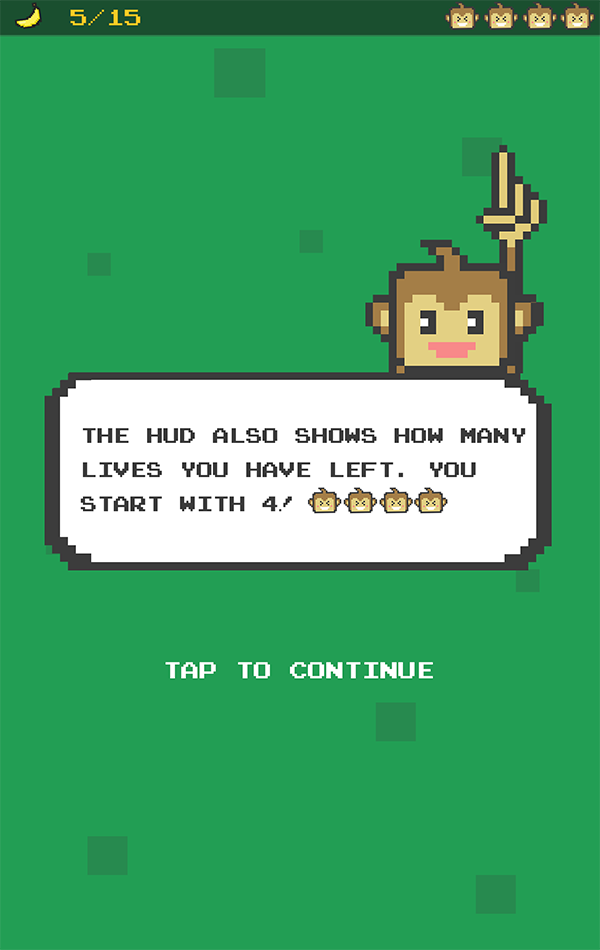 5/15
THE HUD ALSO SHOWS HOW MANY
LIVES YOU HAVE LEFT. YOU
START WITH 4!
TAP TO CONTINUE